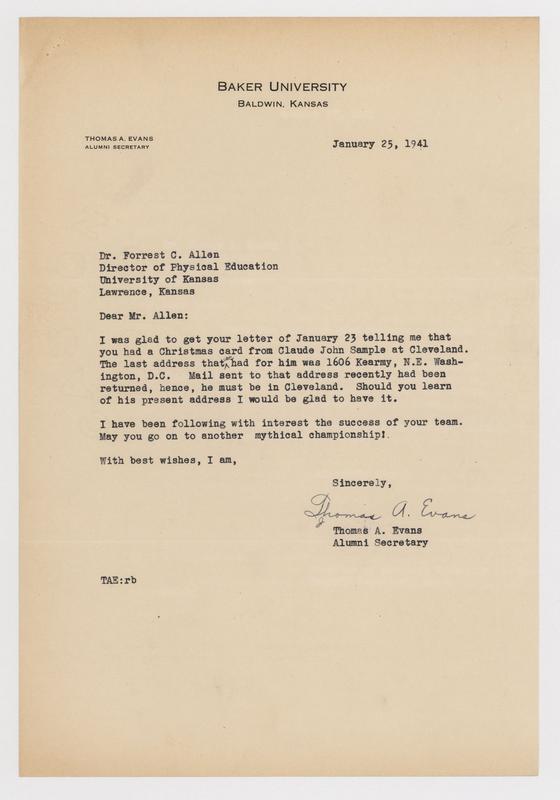 BAKER UNIVERSITY
BALDWIN, KANSAS
THOMAS A. EVANS
ALUMNI SECRETARY
January 25, 1941
Dr. Forrest C. Allen
Director of Physical Education
University of Kansas
Lawrence, Kansas
Dear Mr. Allen:
I was glad to get your letter of January 23 telling me that
you had a Christmas card from Claude John Sample at Cleveland.
The last address that we had for him was 1606 Kearmy, N.E. Wash-
ington, D.C. Mail sent to that address recently had been
returned, hence, he must be in Cleveland. Should you learn
of his present address I would be glad to have it.
I have been following with interest the success of your team.
May you go on to another mythical championship!.
With best wishes, I am,
Sincerely,
Thomas A. Evans
Thomas A. Evans
Alumni Secretary
TAE:rb